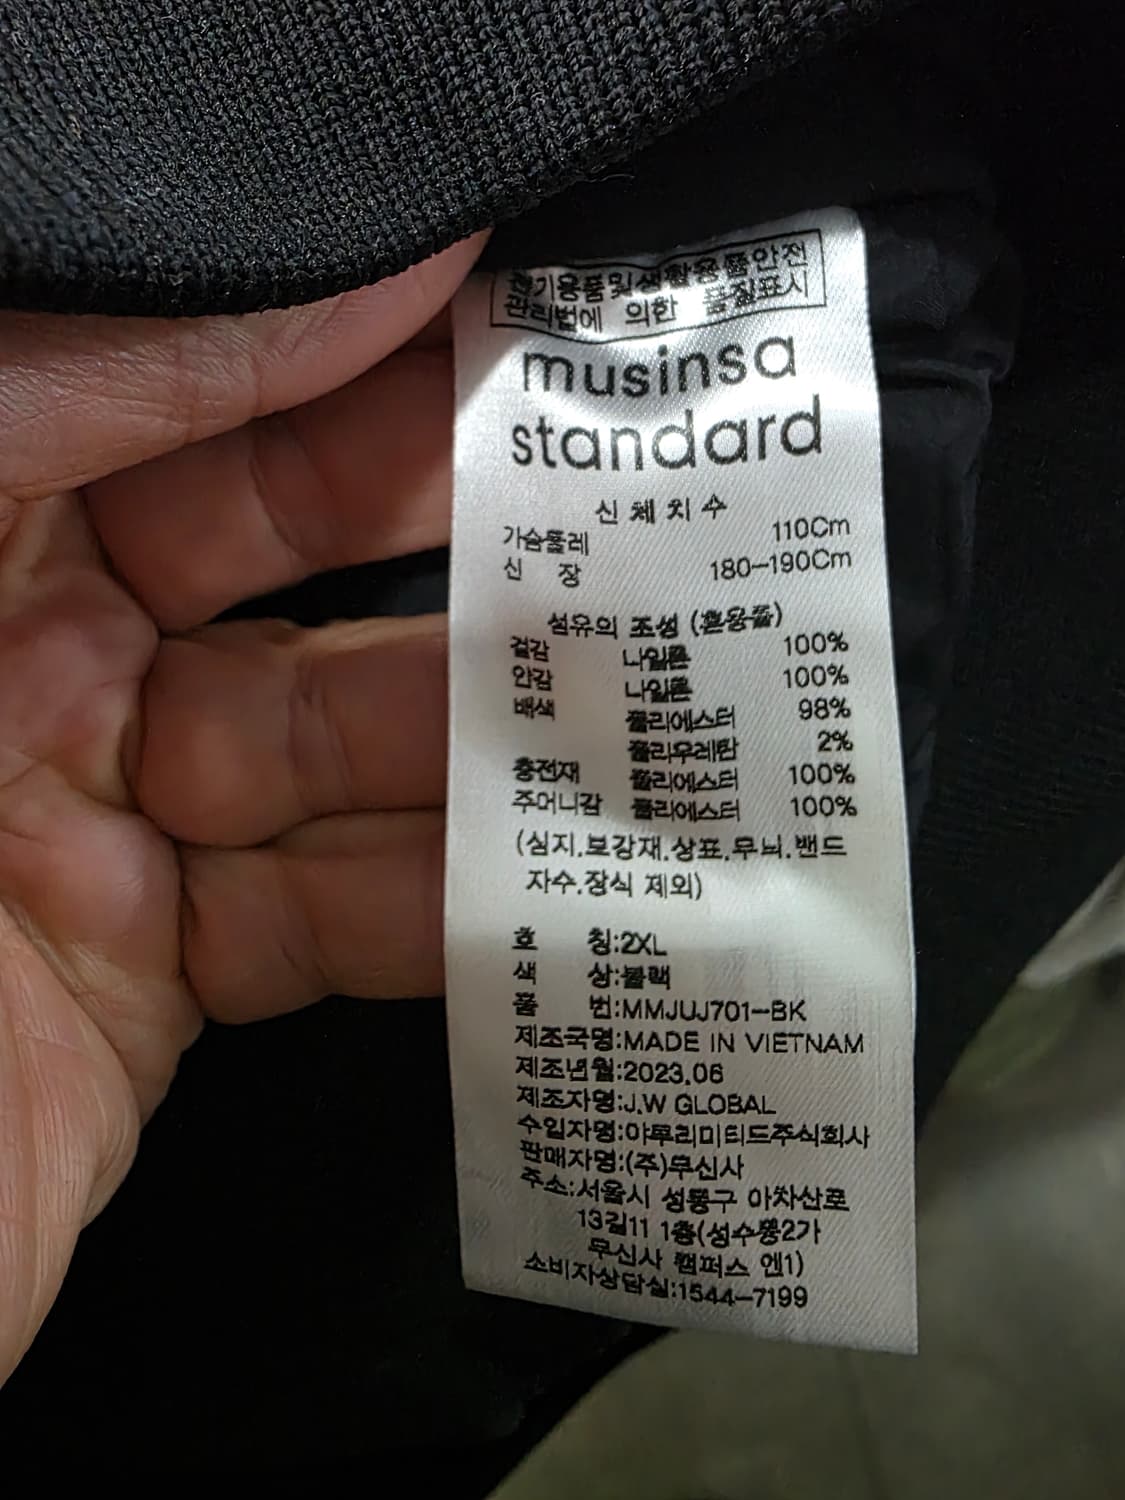 전기용품및생활용품안전
관리법에 의한 품질표시
musinsa
standard
신체치수
가슴둘레 110Cm
신 장 180-190Cm
섬유의 조성 (혼용률)
겉감 나일론 100%
안감 나일론 100%
배색 폴리에스터 98%
폴리우레탄 2%
충전재 폴리에스터 100%
주머니감 폴리에스터 100%
(심지.보강재.상표.무늬.밴드
자수.장식 제외)
호 칭:2XL
색 상:블랙
품 번:MMJUJ701-BK
제조국명:MADE IN VIETNAM
제조년월:2023.06
제조자명:J.W GLOBAL
수입자명:야무리미티드주식회사
판매자명:(주)무신사
주소:서울시 성동구 아차산로
13길11 1층(성수동2가
무신사 캠퍼스 엔1)
소비자상담실:1544-7199